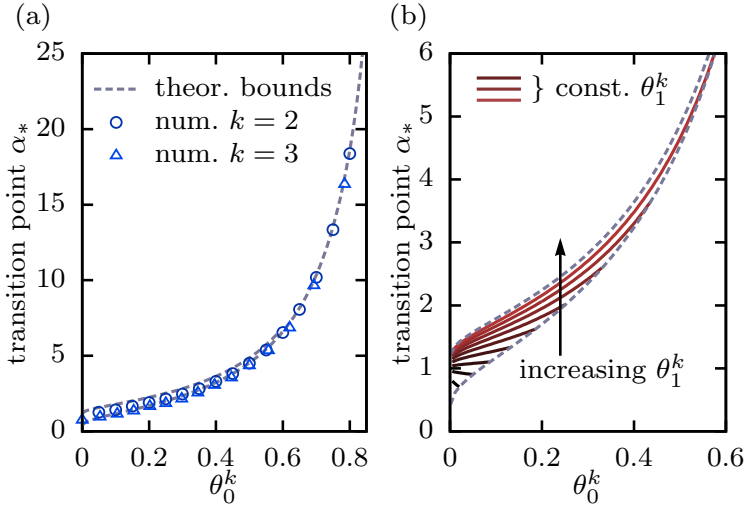 (a)
transition point α∗
25
20
15
10
5
0
0
0.2
0.4
0.6
0.8
θ₀ᵏ
theor. bounds
num. k = 2
num. k = 3
(b)
transition point α∗
6
5
4
3
2
1
0
0
0.2
0.4
0.6
θ₀ᵏ
} const. θ₁ᵏ
increasing θ₁ᵏ